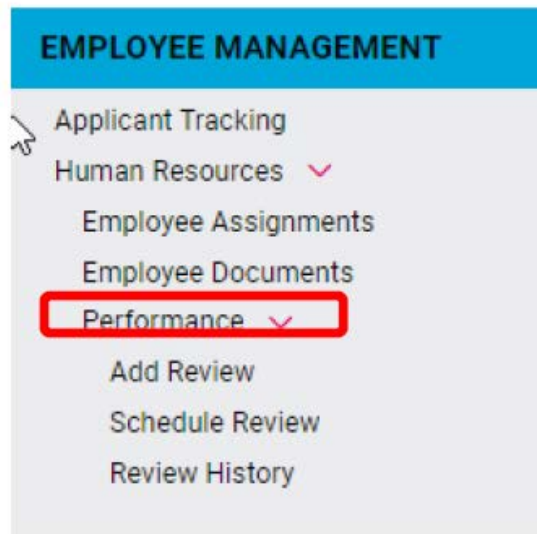 EMPLOYEE MANAGEMENT
Applicant Tracking
Human Resources
Employee Assignments
Employee Documents
Performance
Add Review
Schedule Review
Review History